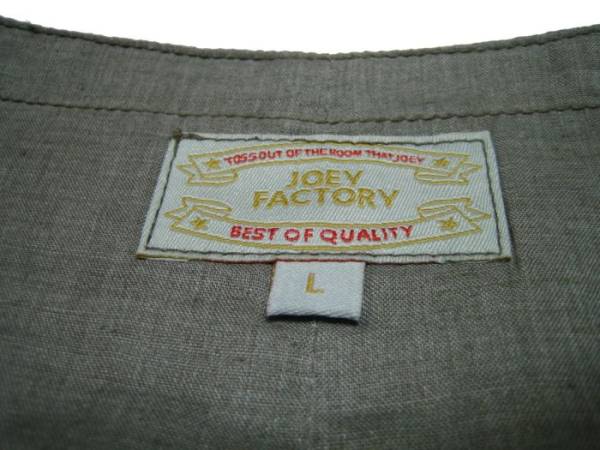 TOSS OUT OF THE ROOM THAT JOEY
JOEY
FACTORY
BEST OF QUALITY
L